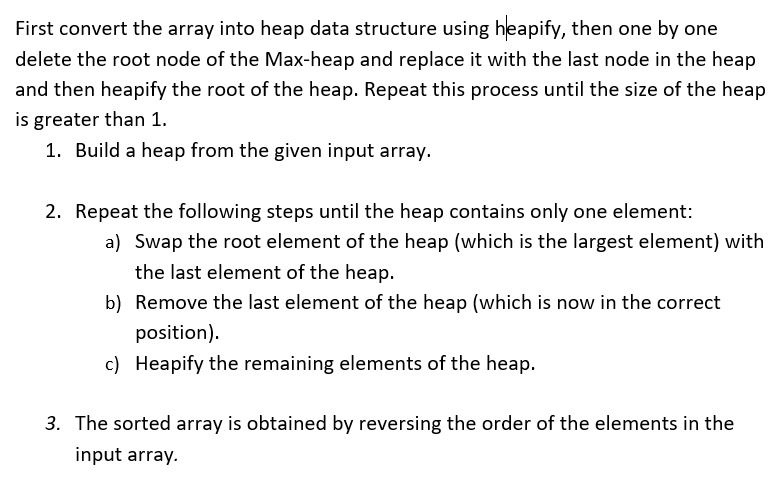 First convert the array into heap data structure using heapify, then one by one
delete the root node of the Max-heap and replace it with the last node in the heap
and then heapify the root of the heap. Repeat this process until the size of the heap
is greater than 1.
1. Build a heap from the given input array.
2. Repeat the following steps until the heap contains only one element:
a) Swap the root element of the heap (which is the largest element) with
the last element of the heap.
b) Remove the last element of the heap (which is now in the correct
position).
c) Heapify the remaining elements of the heap.
3. The sorted array is obtained by reversing the order of the elements in the
input array.